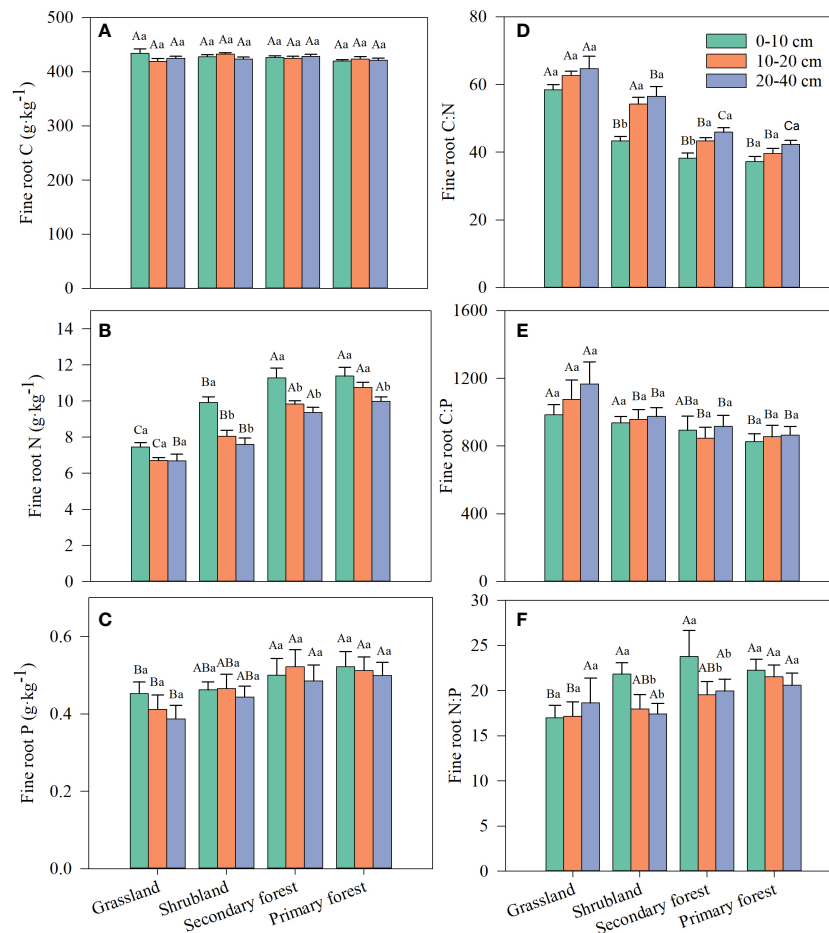 A
Fine root C (g·kg⁻¹)
500
400
300
200
100
0
Aa Aa Aa Aa Aa Aa Aa Aa Aa Aa Aa Aa
D
Fine root C:N
80
60
40
20
0
Aa Aa Aa Bb Aa Ba Bb Ba Ca Ba Ba Ca
0-10 cm
10-20 cm
20-40 cm
B
Fine root N (g·kg⁻¹)
14
12
10
8
6
4
2
0
Ca Ca Ba Ba Bb Bb Aa Ab Ab Aa Aa Ab
E
Fine root C:P
1600
1200
800
400
0
Aa Aa Aa Aa Ba Ba ABa Ba Ba Ba Ba Ba
C
Fine root P (g·kg⁻¹)
0.6
0.4
0.2
0.0
Ba Ba Ba ABa ABa ABa Aa Aa Aa Aa Aa Aa
Grassland
Shrubland
Secondary forest
Primary forest
F
Fine root N:P
30
25
20
15
10
5
0
Ba Ba Aa Aa ABb Ab Aa ABb Ab Aa Aa Aa
Grassland
Shrubland
Secondary forest
Primary forest